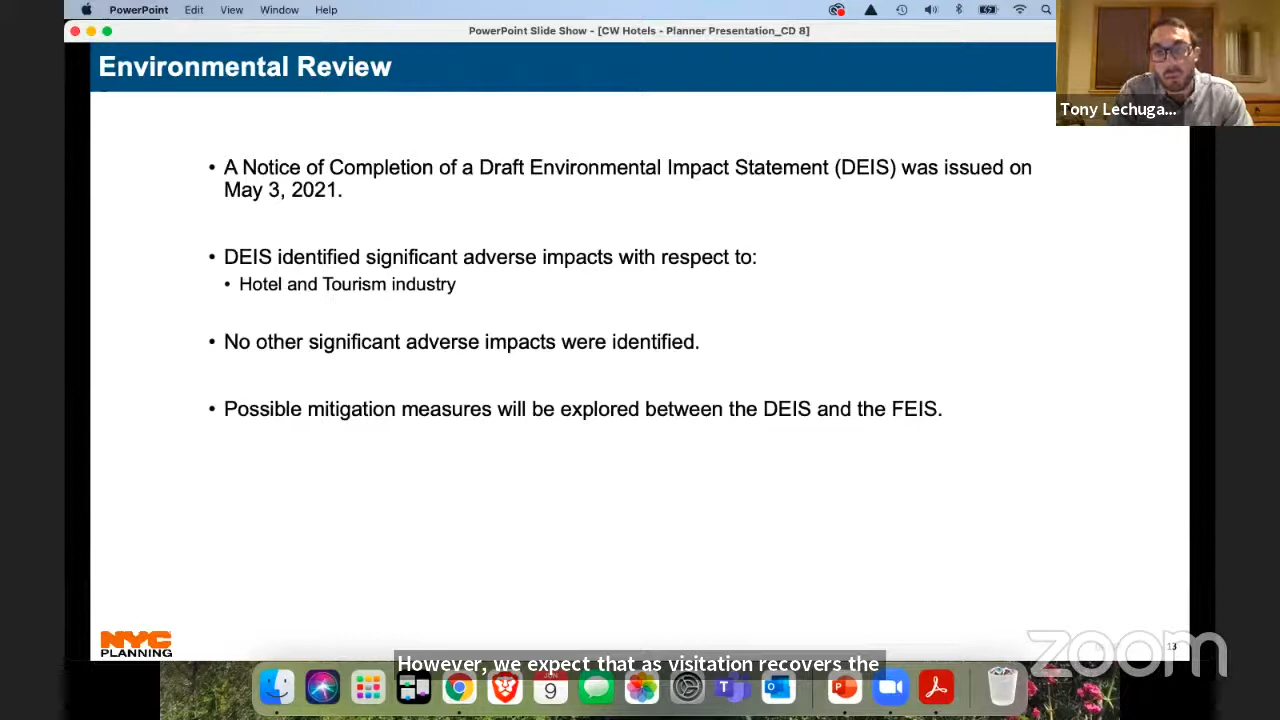 PowerPoint Edit View Window Help
PowerPoint Slide Show - [CW Hotels - Planner Presentation_CD 8]
Environmental Review
Tony Lechuga...
• A Notice of Completion of a Draft Environmental Impact Statement (DEIS) was issued on
May 3, 2021.
• DEIS identified significant adverse impacts with respect to:
• Hotel and Tourism industry
• No other significant adverse impacts were identified.
• Possible mitigation measures will be explored between the DEIS and the FEIS.
NYC
PLANNING
13
zoom
However, we expect that as visitation recovers the
JUN
9